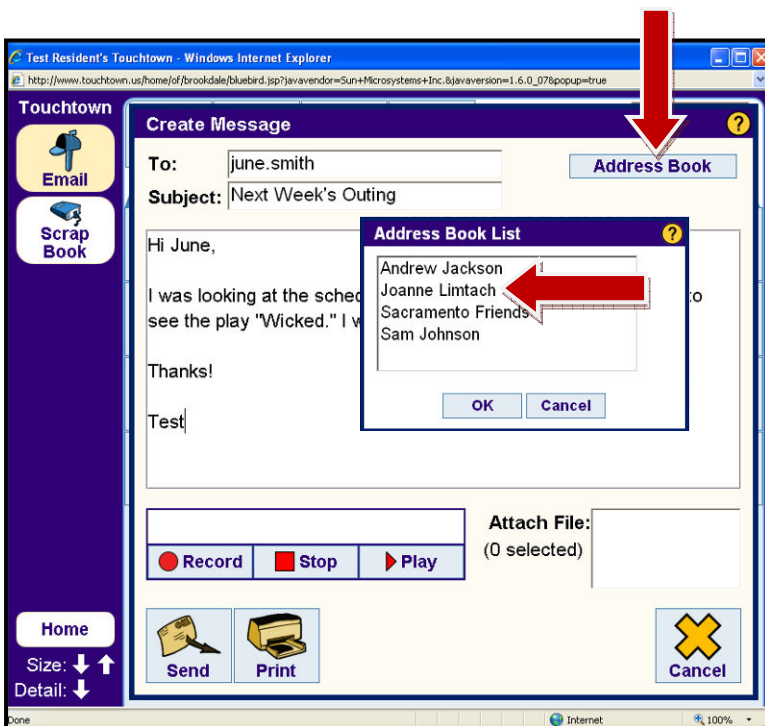 Test Resident's Touchtown - Windows Internet Explorer
http://www.touchtown.us/home/of/brookdale/bluebird.jsp?javavendor=Sun+Microsystems+Inc.&javaversion=1.6.0_07&popup=true
Touchtown
Email
Scrap
Book
Create Message
?
To: june.smith
Address Book
Subject: Next Week's Outing
Hi June,
I was looking at the sched
to
see the play "Wicked." I w
Thanks!
Test
Address Book List
?
Andrew Jackson
Joanne Limtach
Sacramento Friends
Sam Johnson
OK Cancel
Attach File:
(0 selected)
Record Stop Play
Send Print Cancel
Home
Size:
Detail:
Done Internet 100%